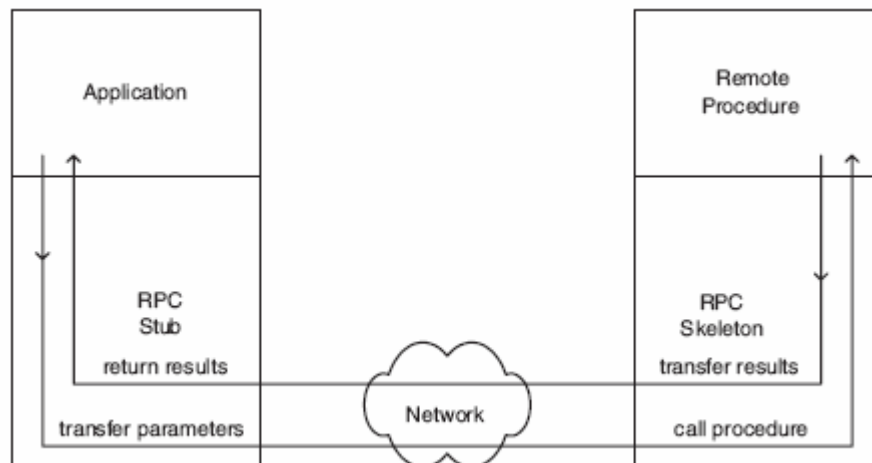 Application
Remote
Procedure
RPC
Stub
RPC
Skeleton
return results
transfer results
Network
transfer parameters
call procedure